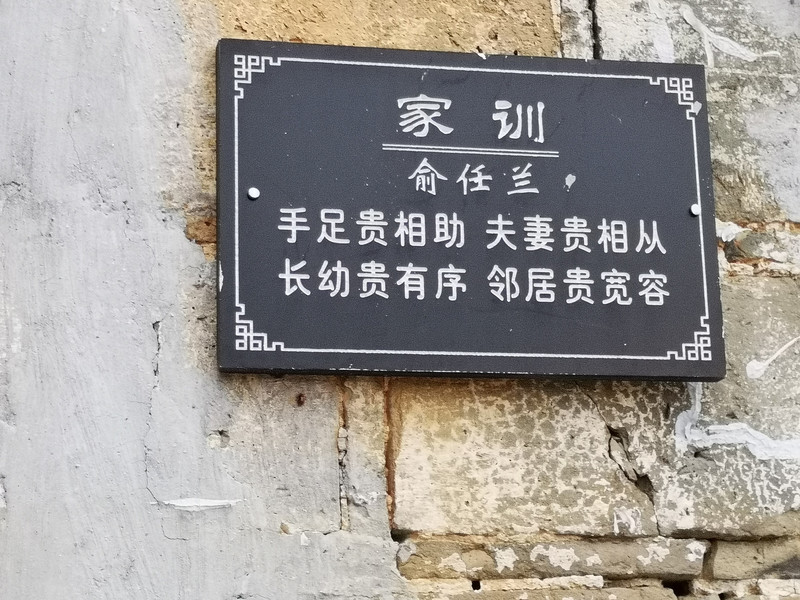 家训
俞任兰
手足贵相助 夫妻贵相从
长幼贵有序 邻居贵宽容